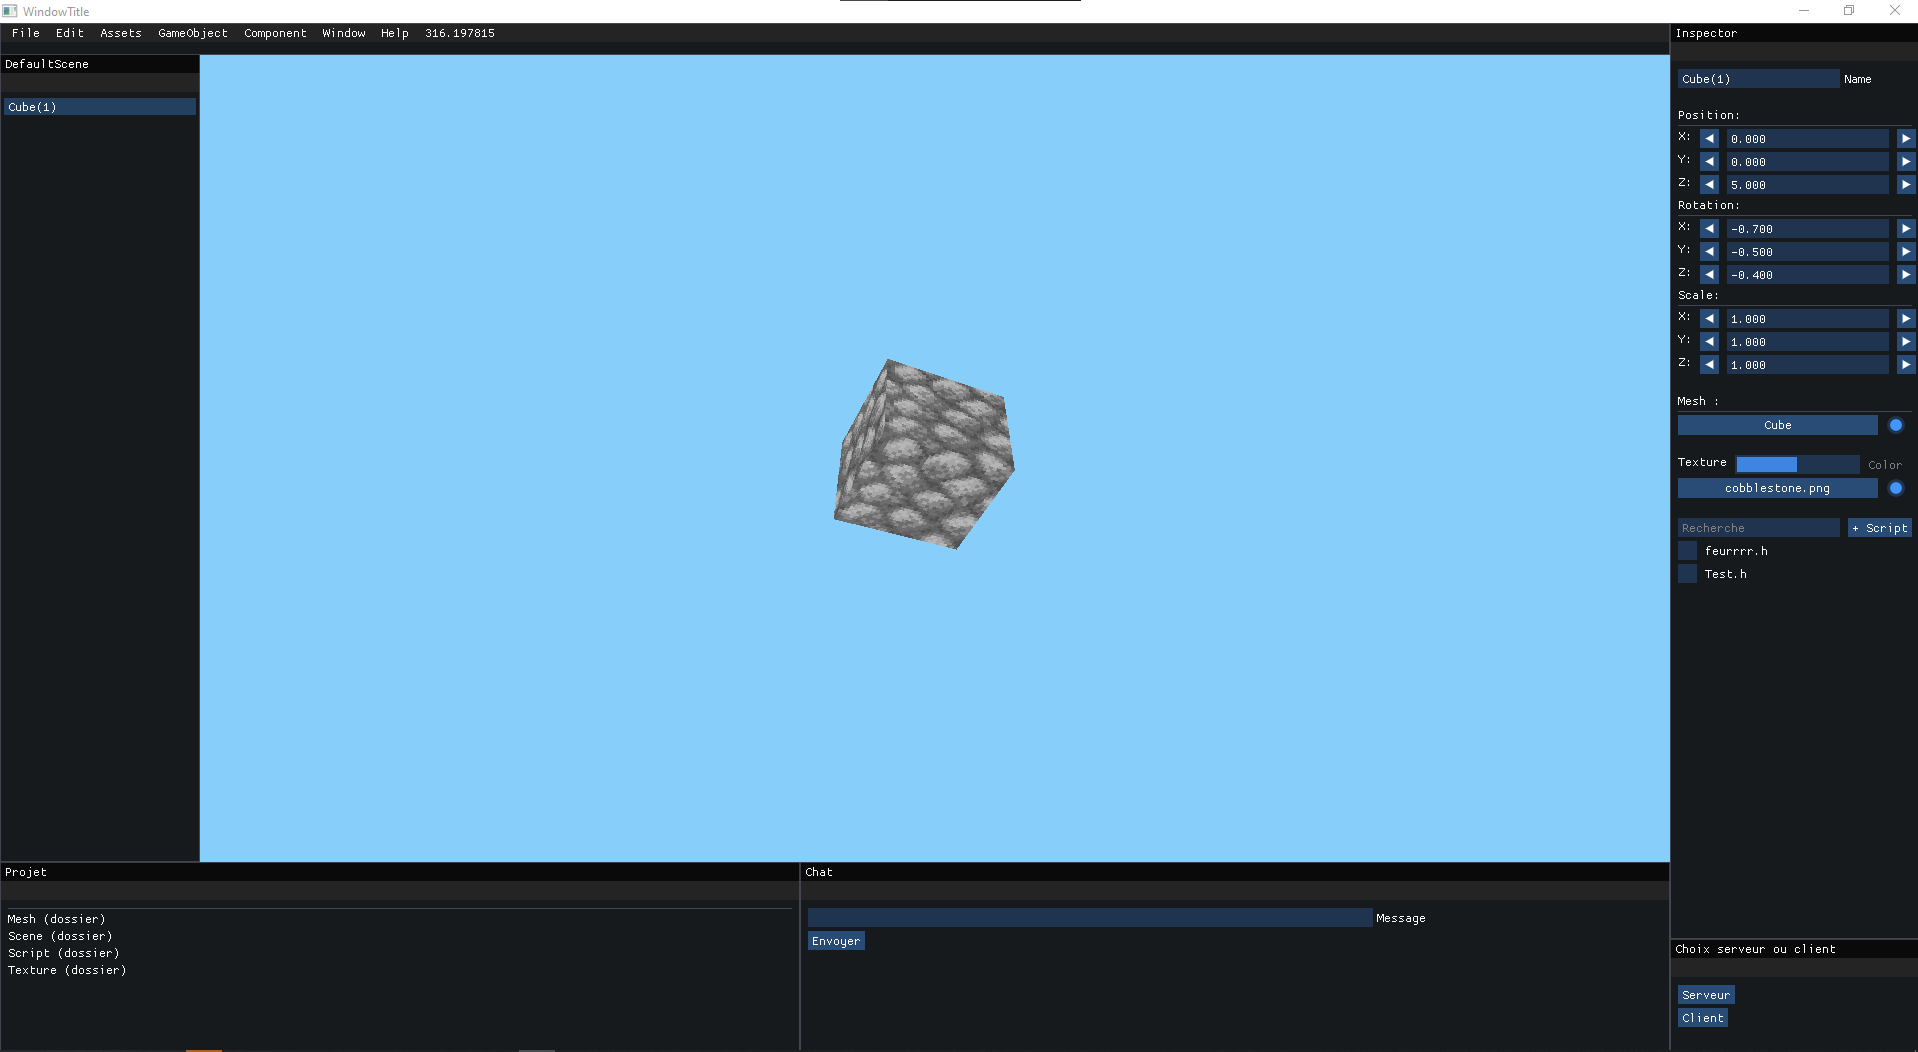 WindowTitle
File Edit Assets GameObject Component Window Help 316.197815
DefaultScene
Cube(1)
Inspector
Cube(1) Name
Position:
X: 0.000
Y: 0.000
Z: 5.000
Rotation:
X: -0.700
Y: -0.500
Z: -0.400
Scale:
X: 1.000
Y: 1.000
Z: 1.000
Mesh :
Cube
Texture Color
cobblestone.png
Recherche + Script
feurrrr.h
Test.h
Projet
Mesh (dossier)
Scene (dossier)
Script (dossier)
Texture (dossier)
Chat
Message
Envoyer
Choix serveur ou client
Serveur
Client